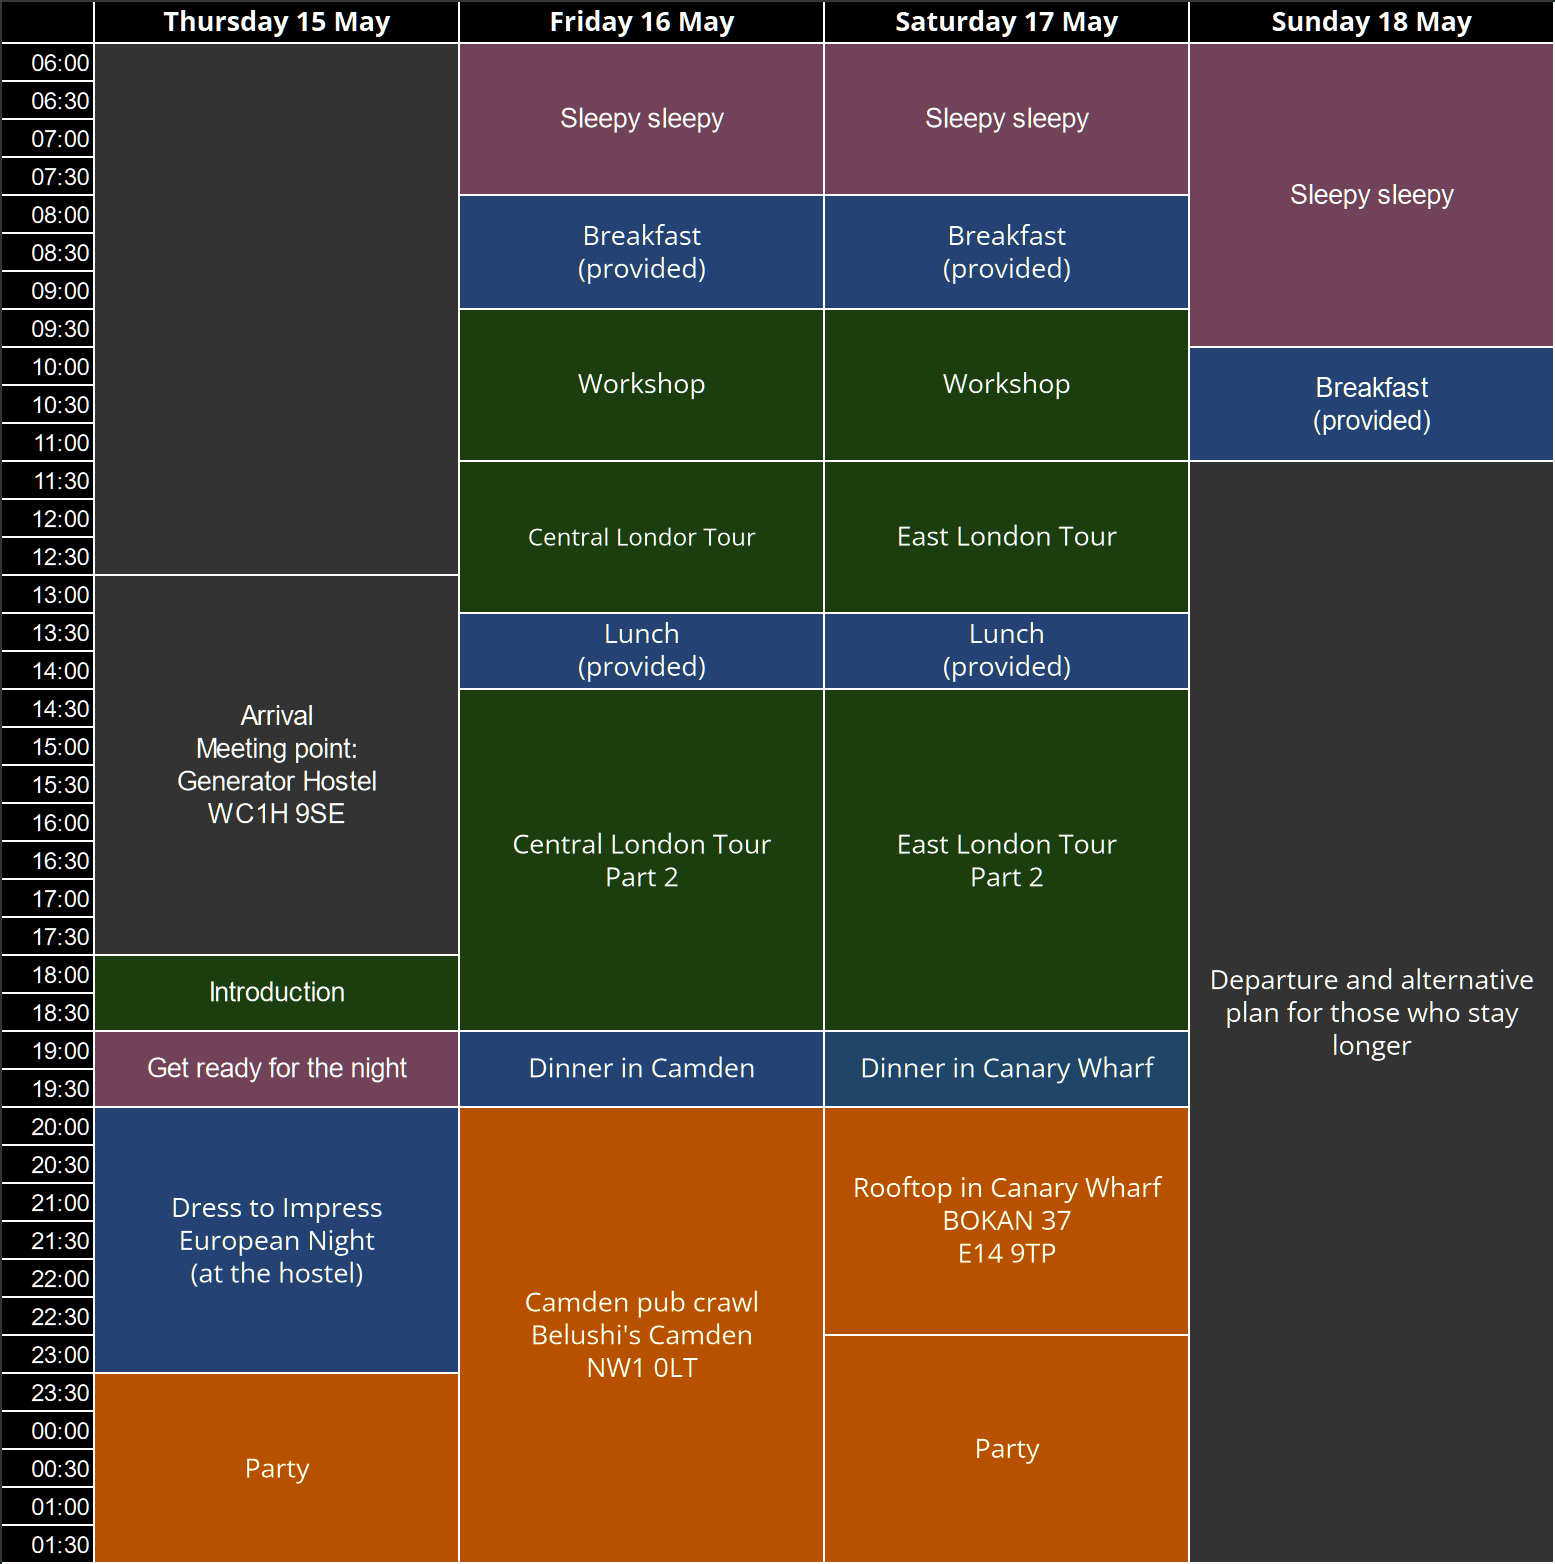 Thursday 15 May
Friday 16 May
Saturday 17 May
Sunday 18 May
06:00
06:30
07:00
07:30
08:00
08:30
09:00
09:30
10:00
10:30
11:00
11:30
12:00
12:30
13:00
13:30
14:00
14:30
15:00
15:30
16:00
16:30
17:00
17:30
18:00
18:30
19:00
19:30
20:00
20:30
21:00
21:30
22:00
22:30
23:00
23:30
00:00
00:30
01:00
01:30
Arrival
Meeting point:
Generator Hostel
WC1H 9SE
Introduction
Get ready for the night
Dress to Impress
European Night
(at the hostel)
Party
Sleepy sleepy
Breakfast
(provided)
Workshop
Central Londor Tour
Lunch
(provided)
Central London Tour
Part 2
Dinner in Camden
Camden pub crawl
Belushi's Camden
NW1 0LT
Sleepy sleepy
Breakfast
(provided)
Workshop
East London Tour
Lunch
(provided)
East London Tour
Part 2
Dinner in Canary Wharf
Rooftop in Canary Wharf
BOKAN 37
E14 9TP
Party
Sleepy sleepy
Breakfast
(provided)
Departure and alternative
plan for those who stay
longer